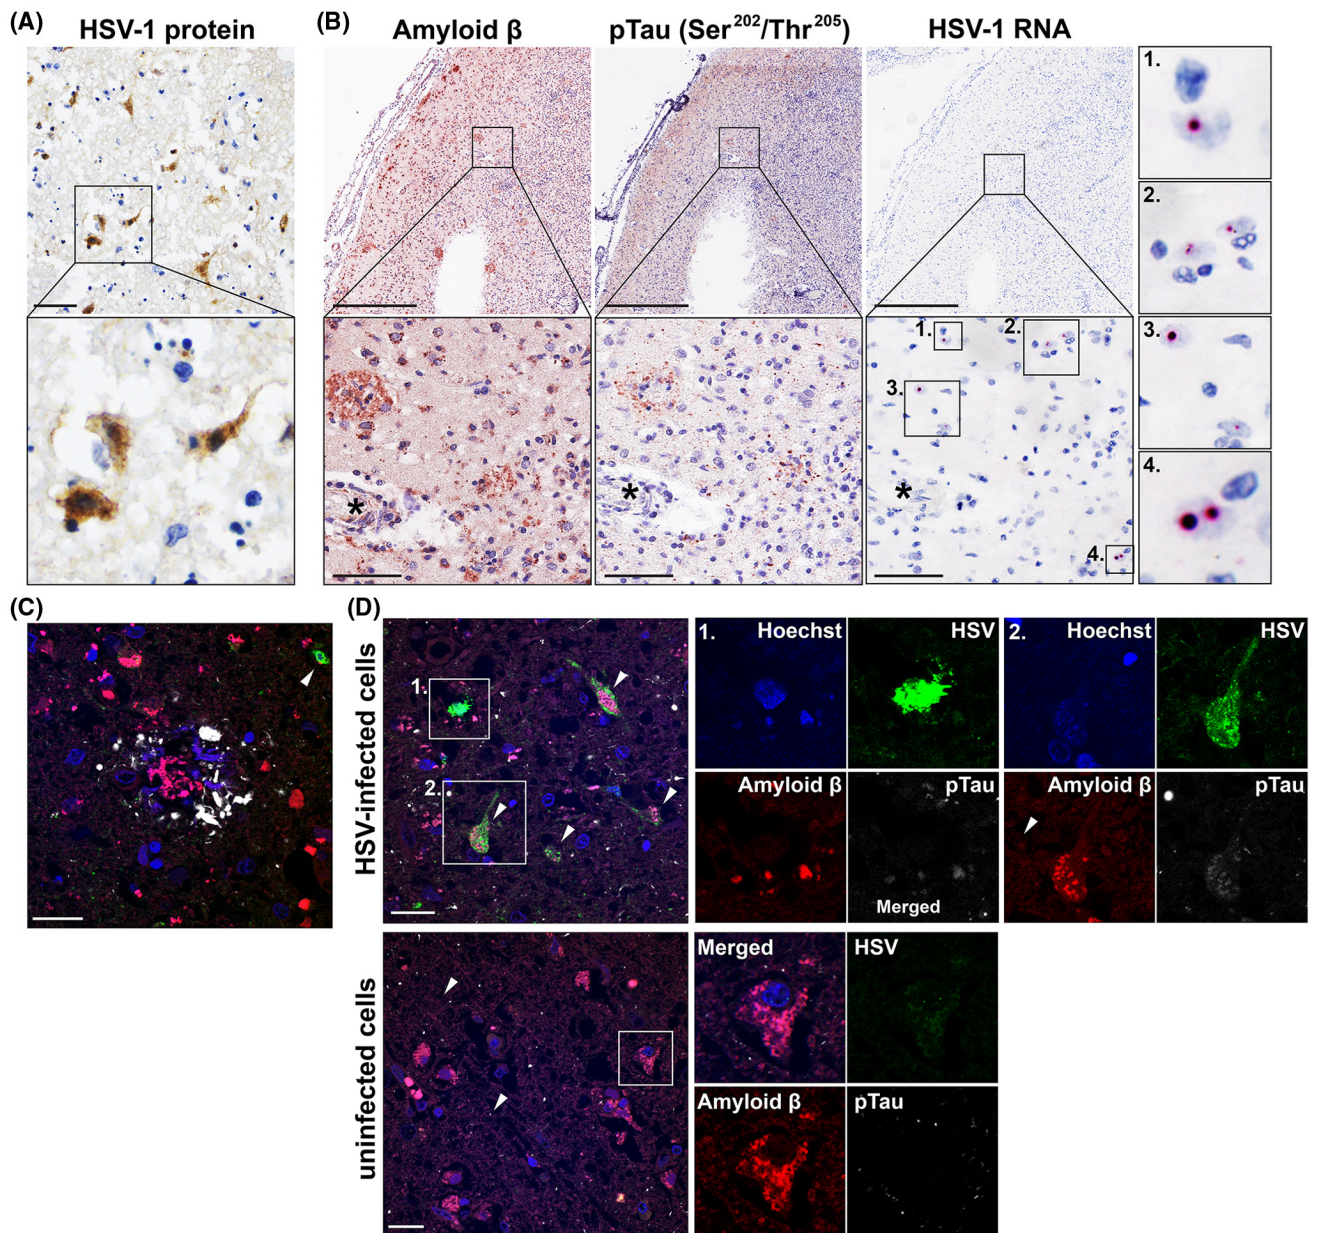 (A) HSV-1 protein
(B) Amyloid β pTau (Ser202/Thr205) HSV-1 RNA
1.
2.
3.
4.
1.
2.
3.
4.
*
*
*
(C)
(D)
HSV-infected cells
1.
2.
1. Hoechst HSV
Amyloid β pTau
Merged
2. Hoechst HSV
Amyloid β pTau
uninfected cells
Merged HSV
Amyloid β pTau